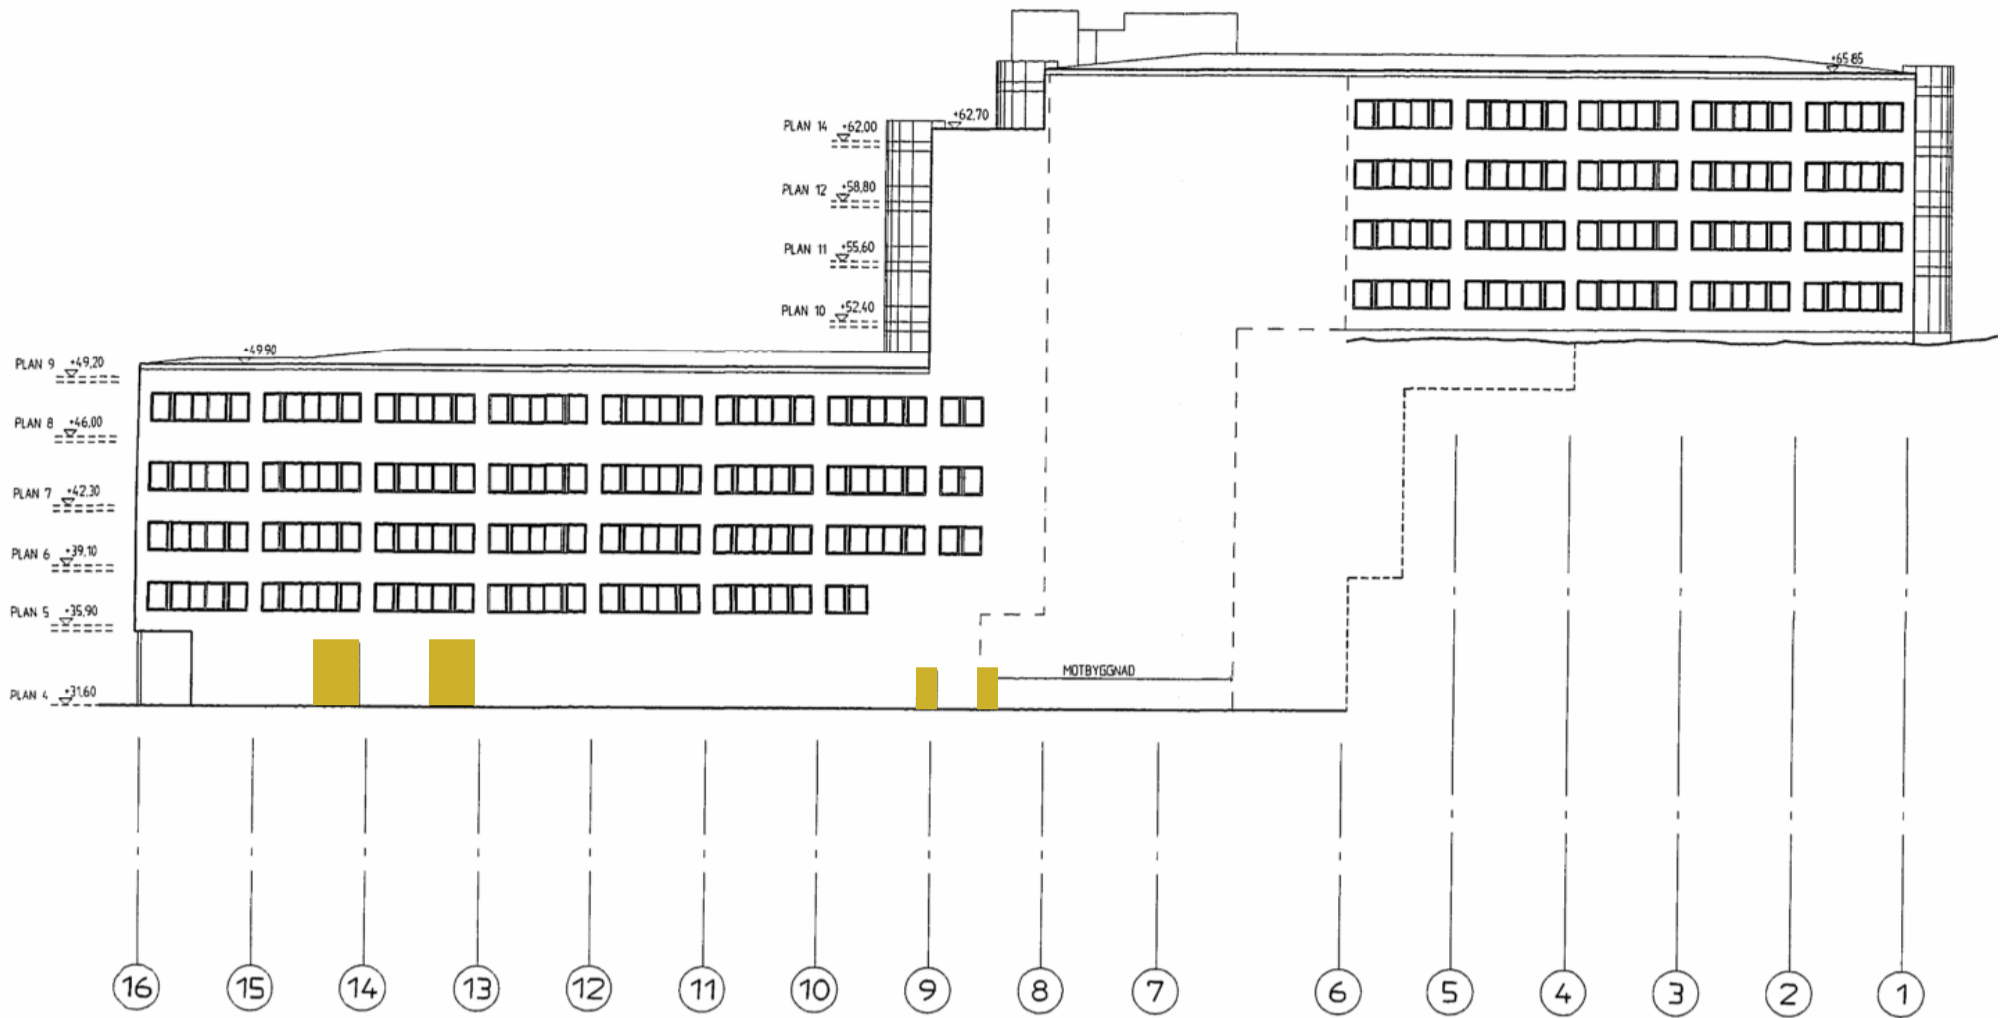 +65.85
+62,70
PLAN 14 +62,00
PLAN 12 +58,80
PLAN 11 +55,60
PLAN 10 +52,40
+49.90
PLAN 9 +49,20
PLAN 8 +46,00
PLAN 7 +42,30
PLAN 6 +39,10
PLAN 5 +35,90
MOTBYGGNAD
PLAN 4 +31.60
16 15 14 13 12 11 10 9 8 7 6 5 4 3 2 1